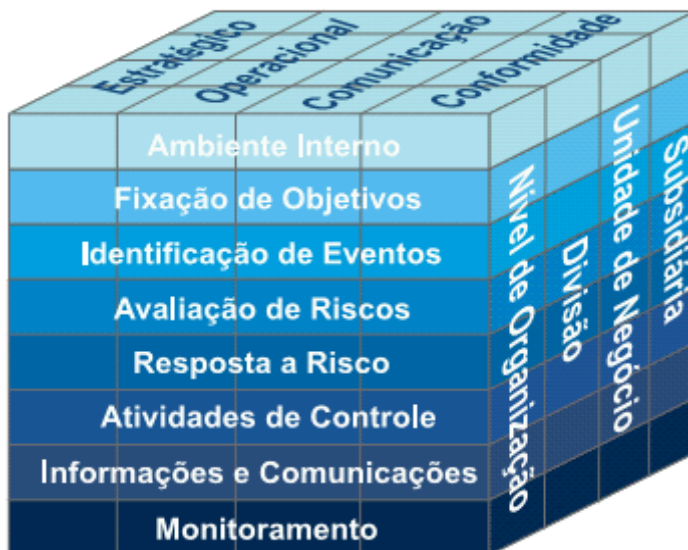 Estratégico
Operacional
Comunicação
Conformidade
Ambiente Interno
Fixação de Objetivos
Identificação de Eventos
Avaliação de Riscos
Resposta a Risco
Atividades de Controle
Informações e Comunicações
Monitoramento
Nível de Organização
Divisão
Unidade de Negócio
Subsidiária